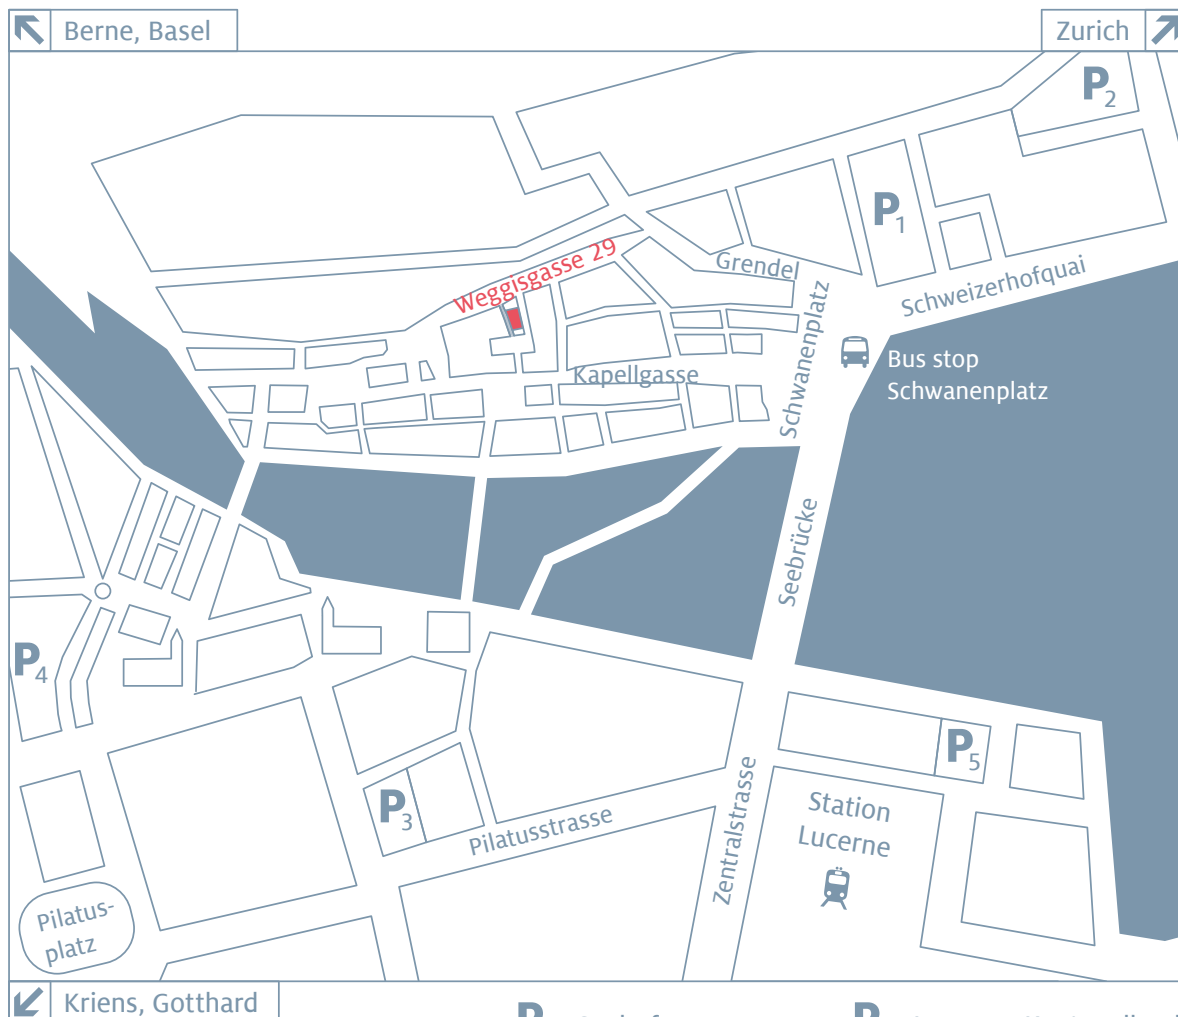 Berne, Basel
Zurich
P2
P1
Weggisgasse 29
Grendel
Schweizerhofquai
Schwanenplatz
Bus stop
Schwanenplatz
Kapellgasse
Seebrücke
P4
P5
Zentralstrasse
Station
Lucerne
P3
Pilatusstrasse
Pilatus-
platz
Kriens, Gotthard